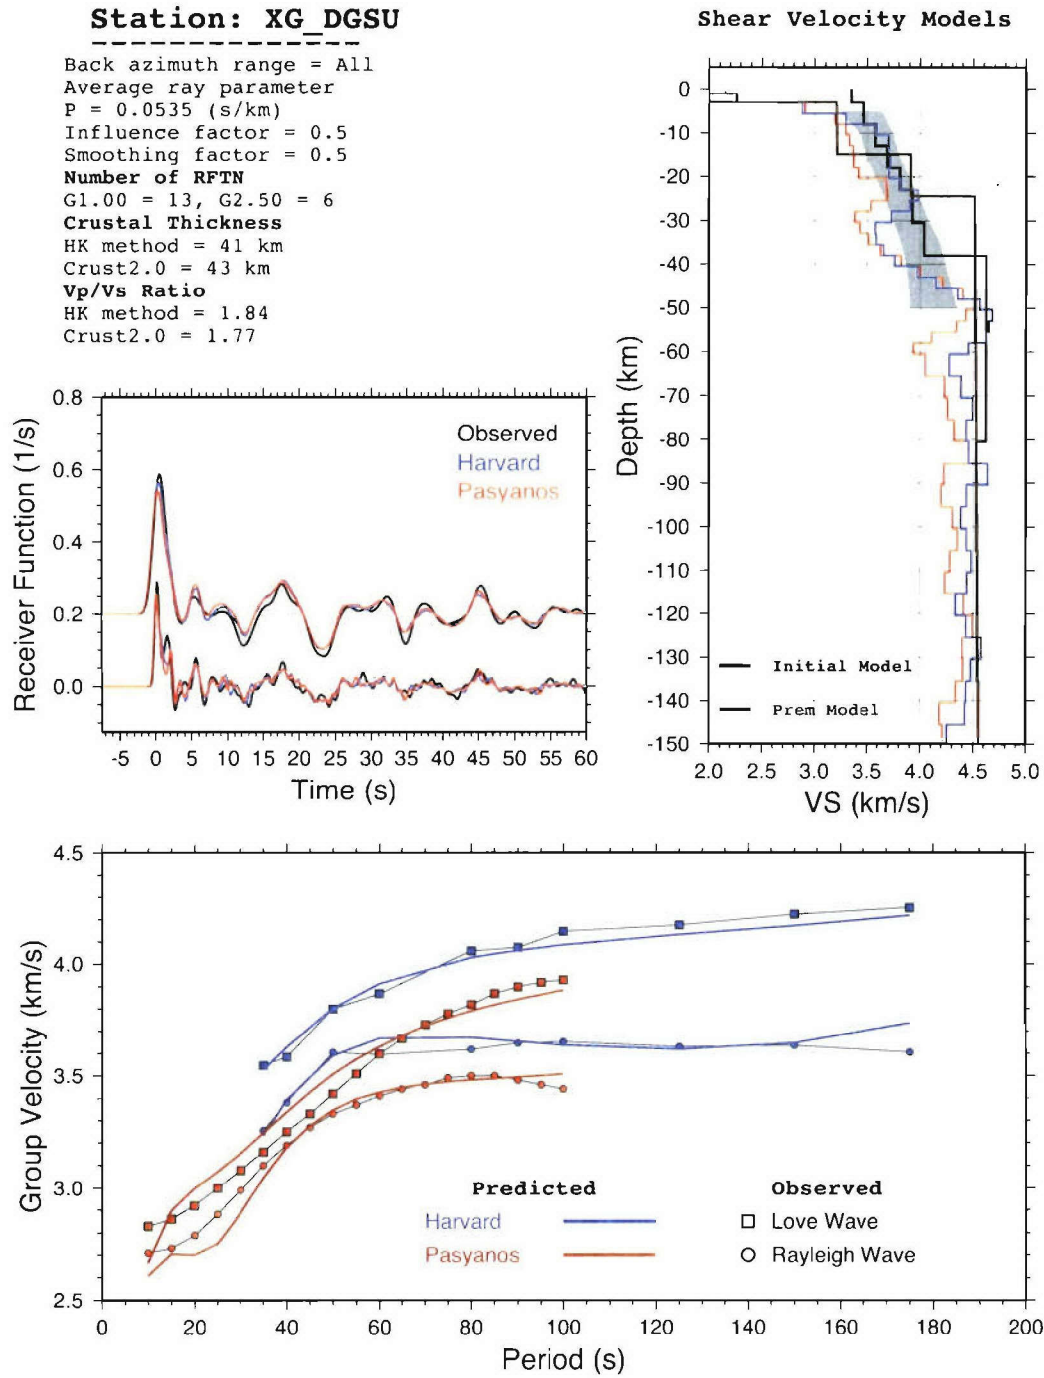 Station: XG_DGSU
Back azimuth range = All
Average ray parameter
P = 0.0535 (s/km)
Influence factor = 0.5
Smoothing factor = 0.5
Number of RFTN
G1.00 = 13, G2.50 = 6
Crustal Thickness
HK method = 41 km
Crust2.0 = 43 km
Vp/Vs Ratio
HK method = 1.84
Crust2.0 = 1.77
Shear Velocity Models
0
-10
-20
-30
-40
-50
-60
-70
-80
-90
-100
-110
-120
-130
-140
-150
Depth (km)
Initial Model
Prem Model
2.0 2.5 3.0 3.5 4.0 4.5 5.0
VS (km/s)
0.8
0.6
0.4
0.2
0.0
Receiver Function (1/s)
Observed
Harvard
Pasyanos
-5 0 5 10 15 20 25 30 35 40 45 50 55 60
Time (s)
4.5
4.0
3.5
3.0
2.5
Group Velocity (km/s)
Predicted Observed
Harvard Love Wave
Pasyanos Rayleigh Wave
0 20 40 60 80 100 120 140 160 180 200
Period (s)